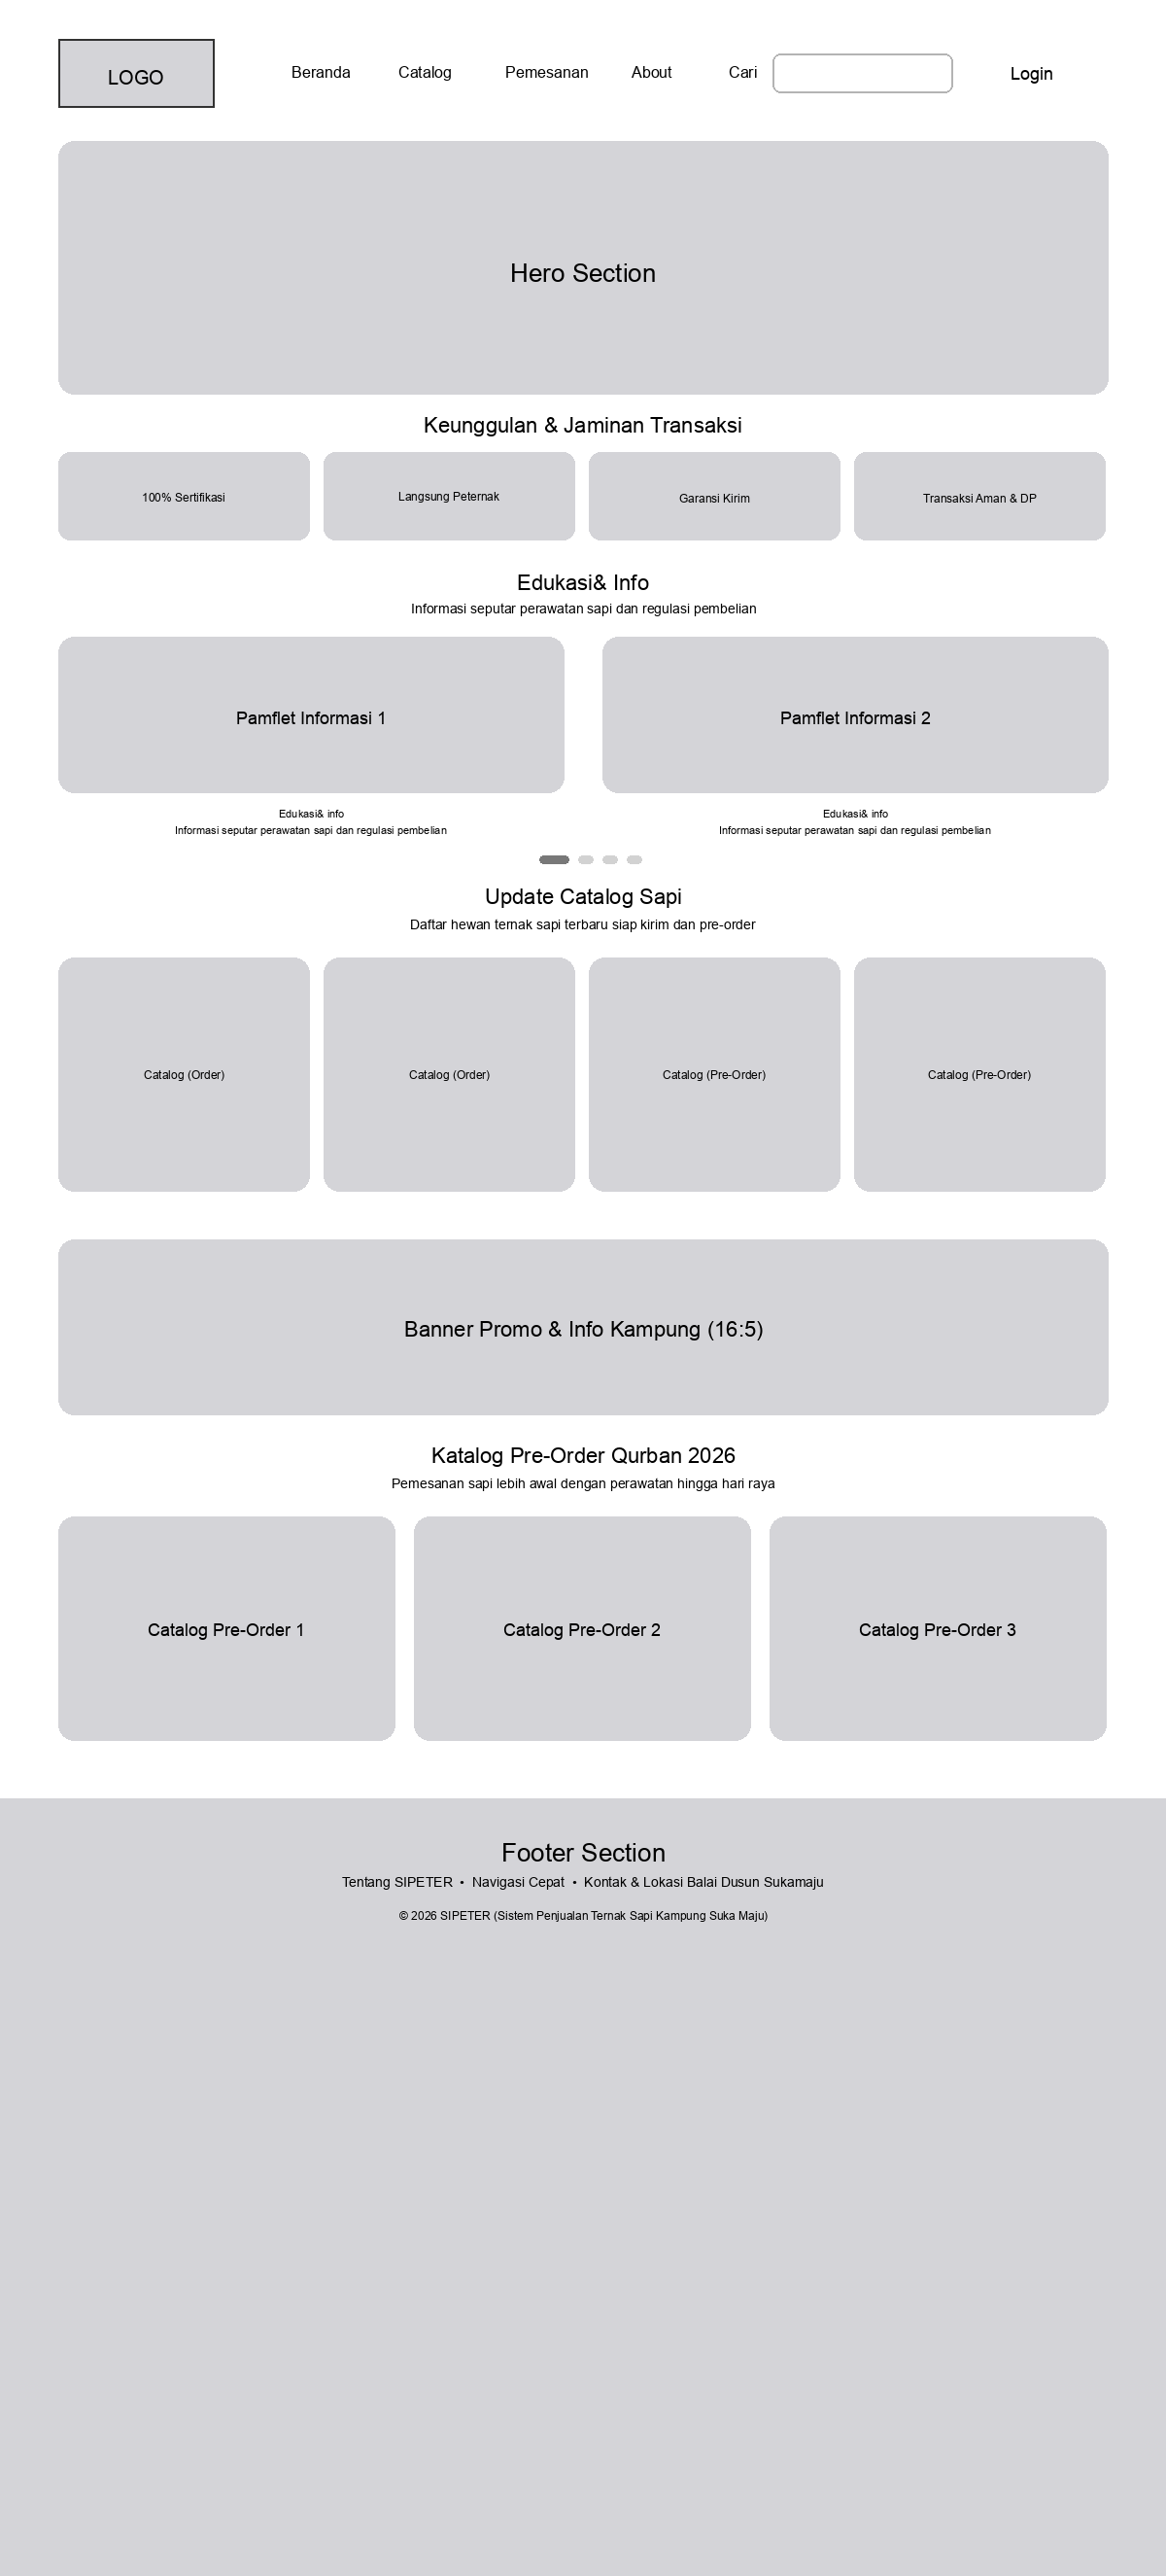 LOGO
Beranda
Catalog
Pemesanan
About
Cari
Login
Hero Section
Keunggulan & Jaminan Transaksi
100% Sertifikasi
Langsung Peternak
Garansi Kirim
Transaksi Aman & DP
Edukasi& Info
Informasi seputar perawatan sapi dan regulasi pembelian
Pamflet Informasi 1
Pamflet Informasi 2
Edukasi& info
Informasi seputar perawatan sapi dan regulasi pembelian
Edukasi& info
Informasi seputar perawatan sapi dan regulasi pembelian
Update Catalog Sapi
Daftar hewan ternak sapi terbaru siap kirim dan pre-order
Catalog (Order)
Catalog (Order)
Catalog (Pre-Order)
Catalog (Pre-Order)
Banner Promo & Info Kampung (16:5)
Katalog Pre-Order Qurban 2026
Pemesanan sapi lebih awal dengan perawatan hingga hari raya
Catalog Pre-Order 1
Catalog Pre-Order 2
Catalog Pre-Order 3
Footer Section
Tentang SIPETER • Navigasi Cepat • Kontak & Lokasi Balai Dusun Sukamaju
© 2026 SIPETER (Sistem Penjualan Ternak Sapi Kampung Suka Maju)